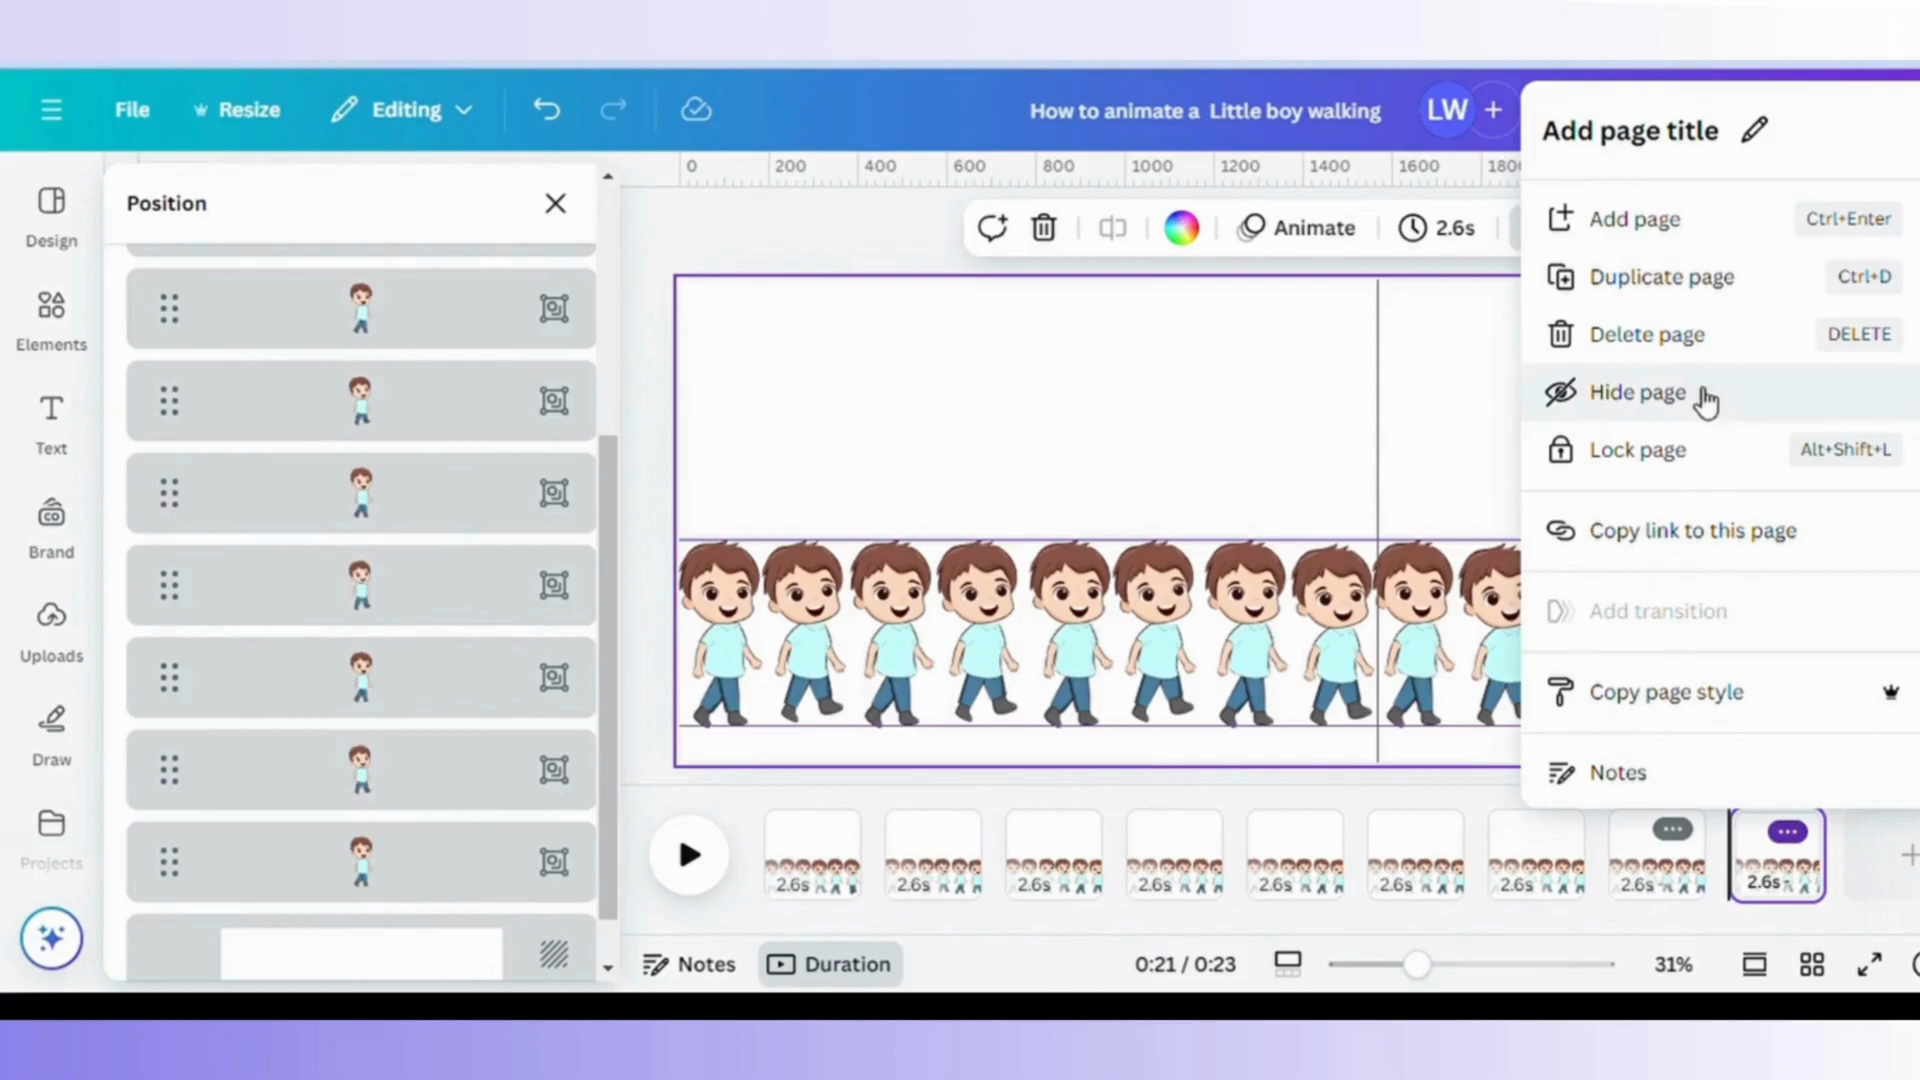 File
Resize
Editing
How to animate a Little boy walking
LW
Add page title
0 200 400 600 800 1000 1200 1400 1600 1800
Design
Elements
Text
Brand
Uploads
Draw
Projects
Position
Animate
2.6s
Add page Ctrl+Enter
Duplicate page Ctrl+D
Delete page DELETE
Hide page
Lock page Alt+Shift+L
Copy link to this page
Add transition
Copy page style
Notes
2.6s 2.6s 2.6s 2.6s 2.6s 2.6s 2.6s 2.6s 2.6s
Notes
Duration
0:21 / 0:23
31%